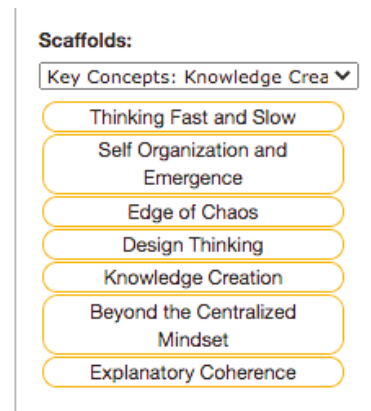 Scaffolds:
Key Concepts: Knowledge Crea
Thinking Fast and Slow
Self Organization and
Emergence
Edge of Chaos
Design Thinking
Knowledge Creation
Beyond the Centralized
Mindset
Explanatory Coherence